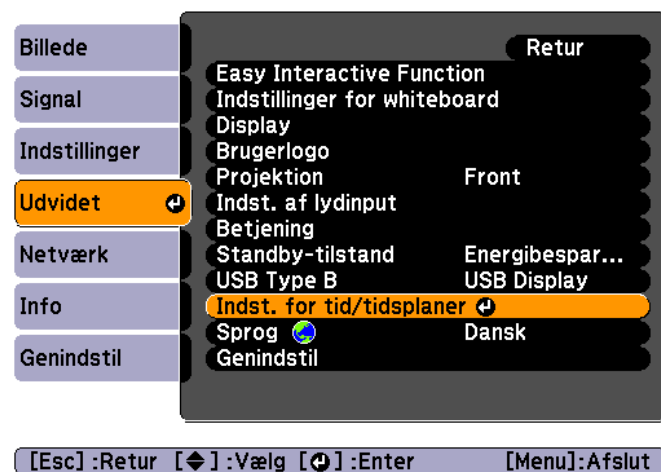 Billede
Signal
Indstillinger
Udvidet
Netværk
Info
Genindstil
Retur
Easy Interactive Function
Indstillinger for whiteboard
Display
Brugerlogo
Projektion Front
Indst. af lydinput
Betjening
Standby-tilstand Energibespar...
USB Type B USB Display
Indst. for tid/tidsplaner
Sprog Dansk
Genindstil
[Esc] :Retur [◆] :Vælg [↵] :Enter [Menu]:Afslut